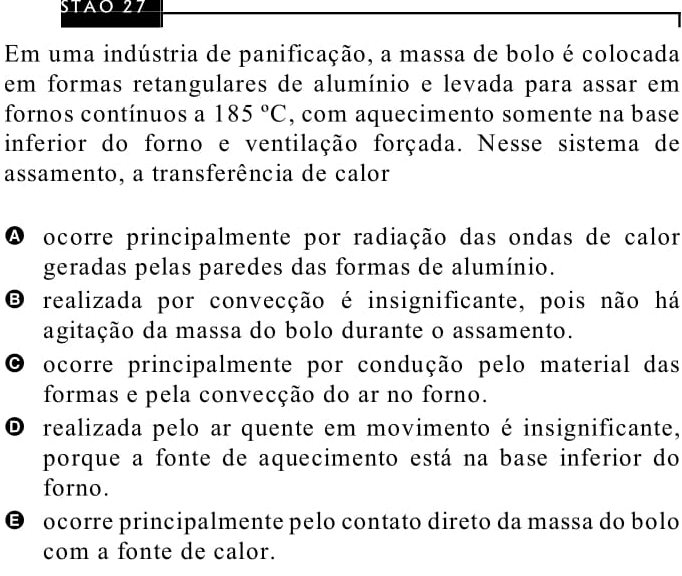 STÃO 27
Em uma indústria de panificação, a massa de bolo é colocada
em formas retangulares de alumínio e levada para assar em
fornos contínuos a 185 ºC, com aquecimento somente na base
inferior do forno e ventilação forçada. Nesse sistema de
assamento, a transferência de calor
A ocorre principalmente por radiação das ondas de calor
geradas pelas paredes das formas de alumínio.
B realizada por convecção é insignificante, pois não há
agitação da massa do bolo durante o assamento.
C ocorre principalmente por condução pelo material das
formas e pela convecção do ar no forno.
D realizada pelo ar quente em movimento é insignificante,
porque a fonte de aquecimento está na base inferior do
forno.
E ocorre principalmente pelo contato direto da massa do bolo
com a fonte de calor.